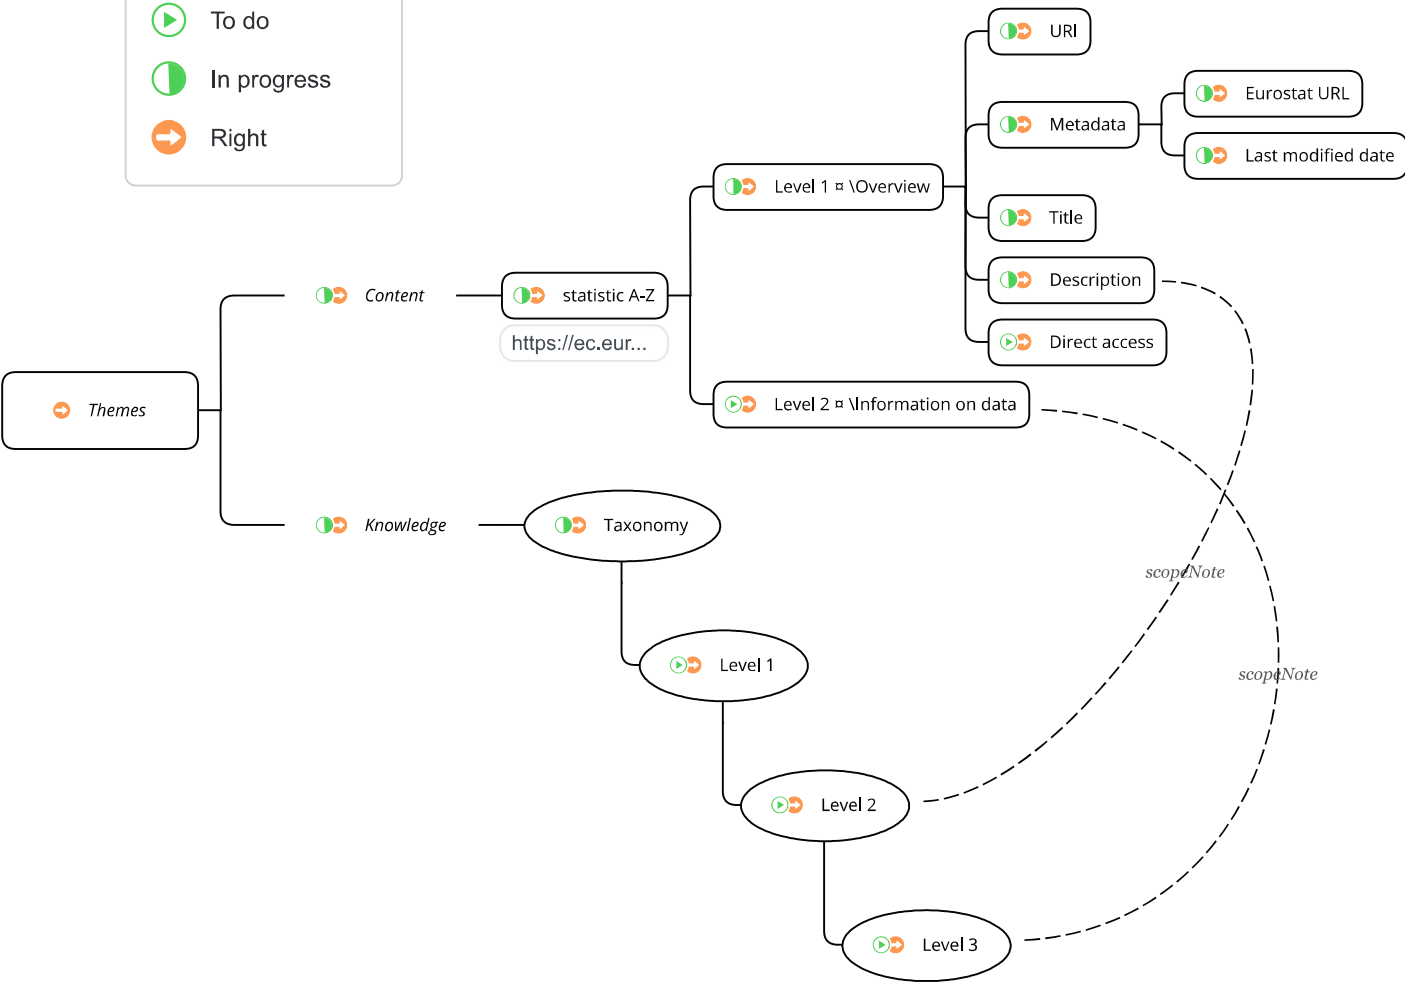 To do
In progress
Right
URI
Eurostat URL
Metadata
Last modified date
Level 1 ¤ \Overview
Title
Description
Content
statistic A-Z
https://ec.eur...
Direct access
Level 2 ¤ \Information on data
Themes
Knowledge
Taxonomy
scopeNote
Level 1
scopeNote
Level 2
Level 3